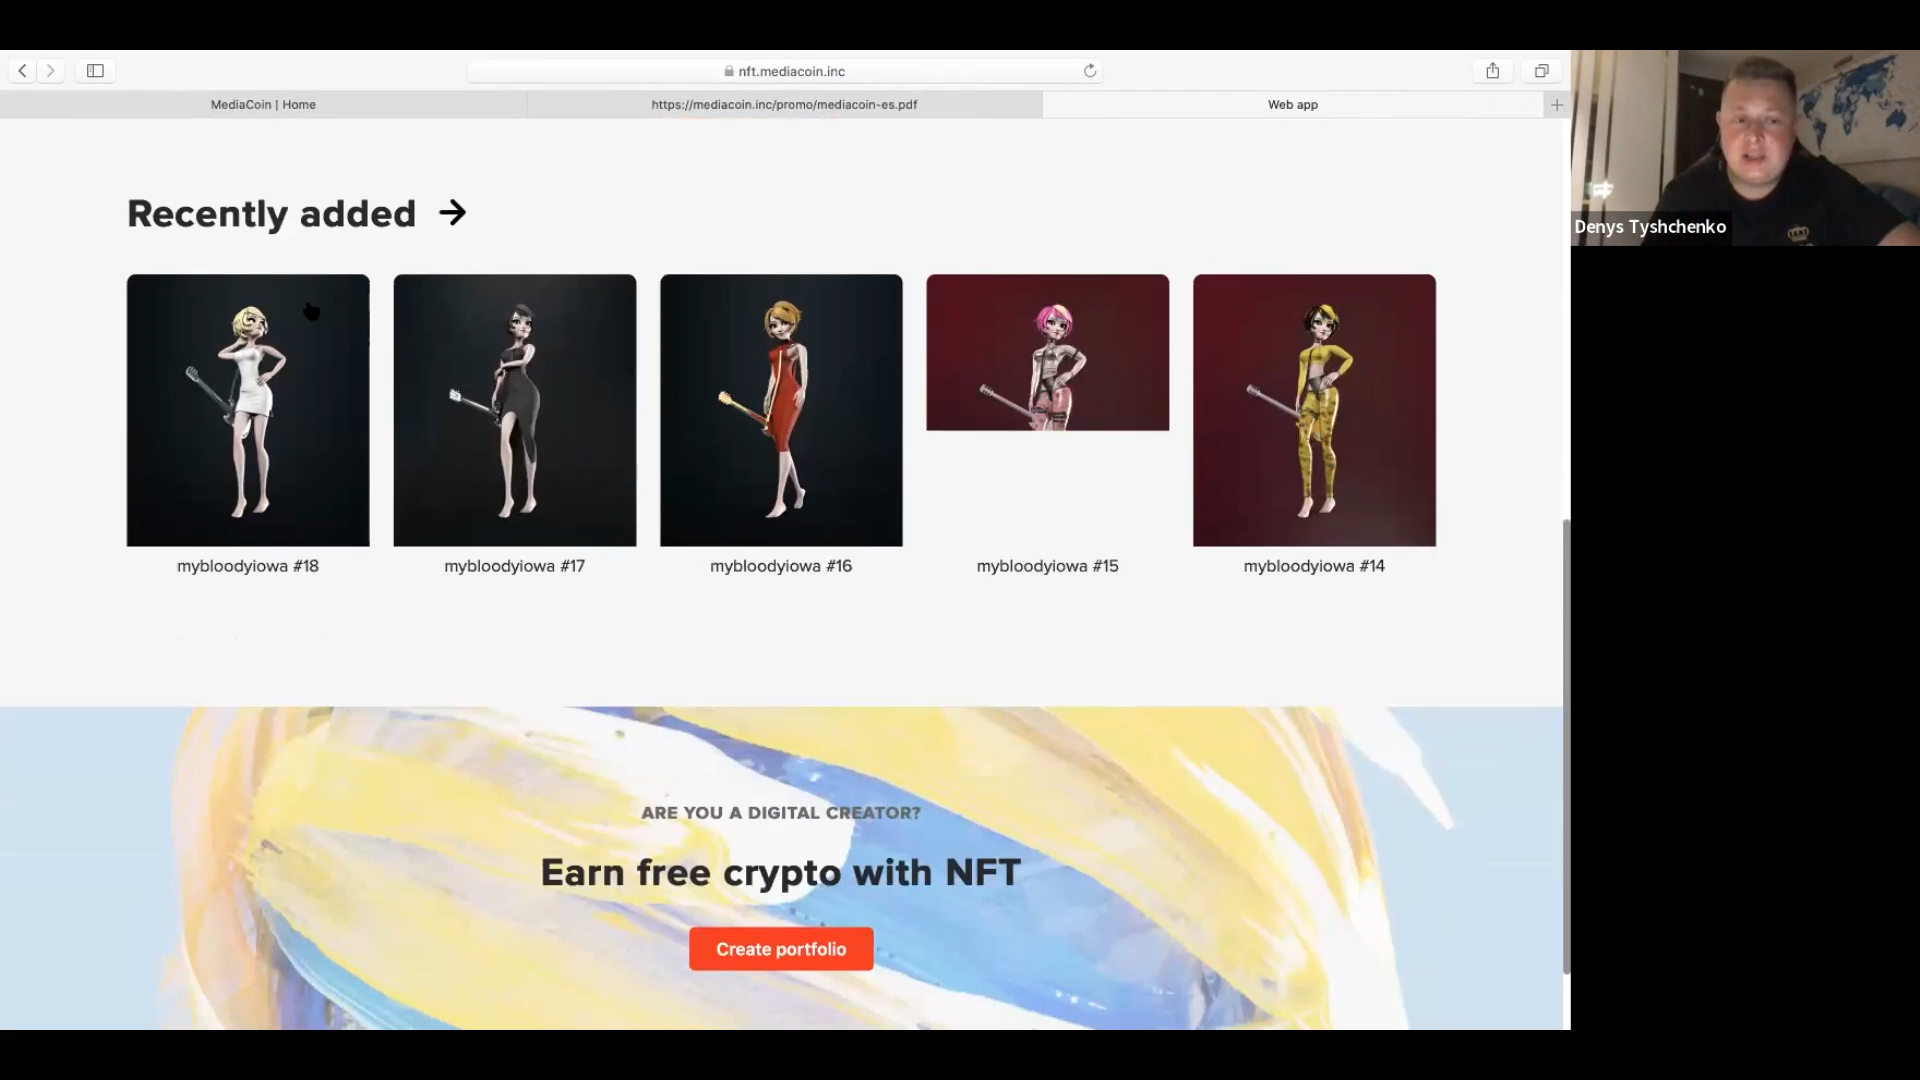 nft.mediacoin.inc
MediaCoin | Home
https://mediacoin.inc/promo/mediacoin-es.pdf
Web app
Denys Tyshchenko
Recently added
mybloodyiowa #18
mybloodyiowa #17
mybloodyiowa #16
mybloodyiowa #15
mybloodyiowa #14
ARE YOU A DIGITAL CREATOR?
Earn free crypto with NFT
Create portfolio